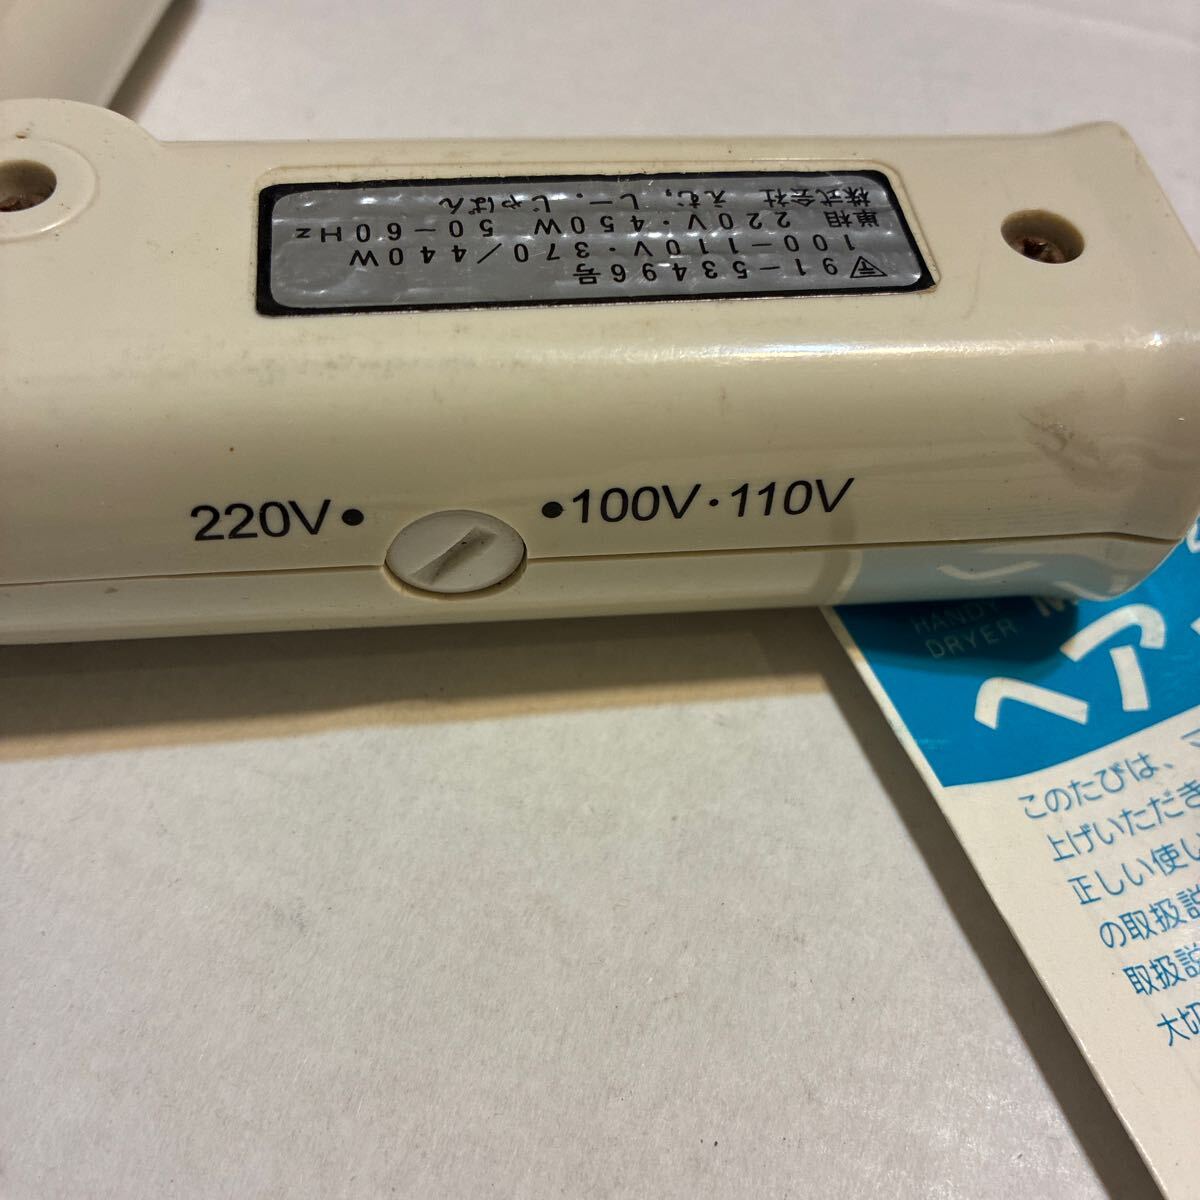 〒91-53496号
100-110V・370/440W
単相 220V・450W 50-60Hz
株式会社 えむ,しー,じゃぱん
220V● ●100V・110V
HANDY
DRYER
ヘア
このたびは、
上げいただき
正しい使い
の取扱説
取扱説
大切